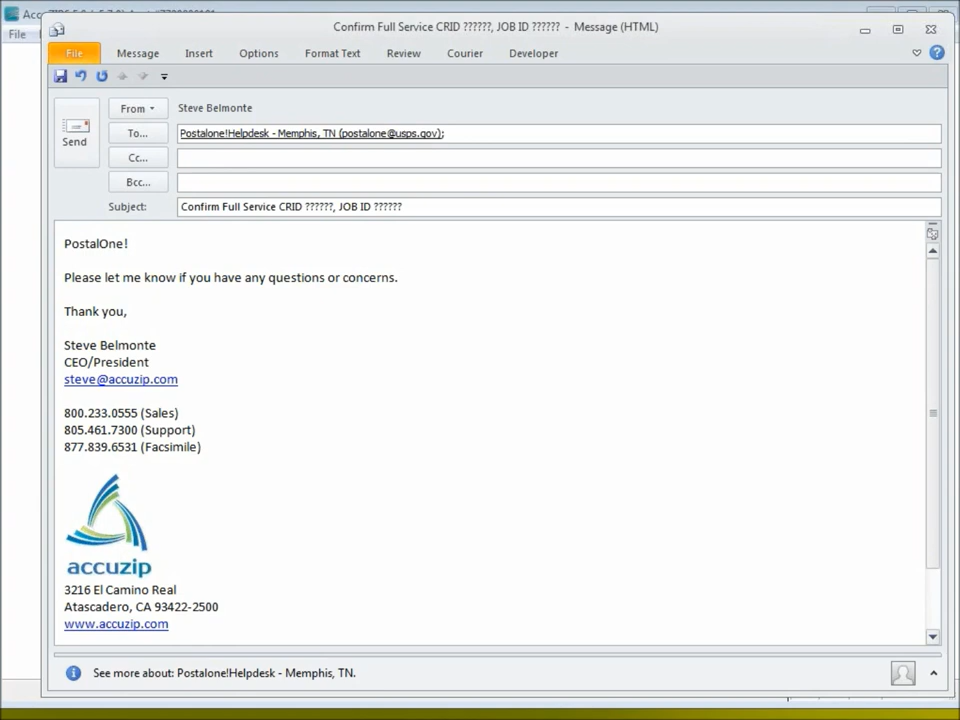 Confirm Full Service CRID ??????, JOB ID ?????? - Message (HTML)
File
File Message Insert Options Format Text Review Courier Developer
From Steve Belmonte
Send
To... Postalone!Helpdesk - Memphis, TN (postalone@usps.gov);
Cc...
Bcc...
Subject: Confirm Full Service CRID ??????, JOB ID ??????
PostalOne!
Please let me know if you have any questions or concerns.
Thank you,
Steve Belmonte
CEO/President
steve@accuzip.com
800.233.0555 (Sales)
805.461.7300 (Support)
877.839.6531 (Facsimile)
accuzip
3216 El Camino Real
Atascadero, CA 93422-2500
www.accuzip.com
See more about: Postalone!Helpdesk - Memphis, TN.